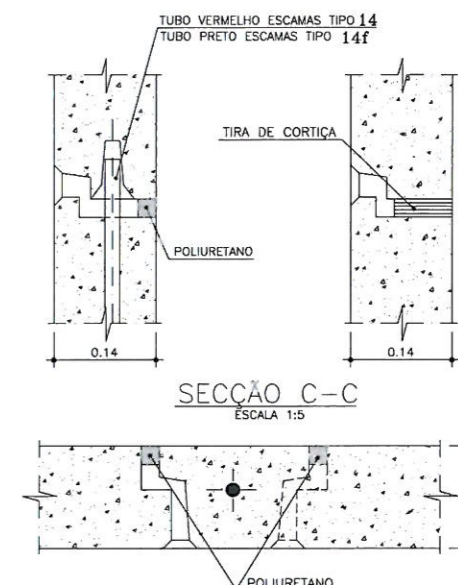 TUBO VERMELHO ESCAMAS TIPO 14
TUBO PRETO ESCAMAS TIPO 14f
TIRA DE CORTIÇA
POLIURETANO
0.14
0.14
SECÇÃO C-C
ESCALA 1:5
POLIURETANO